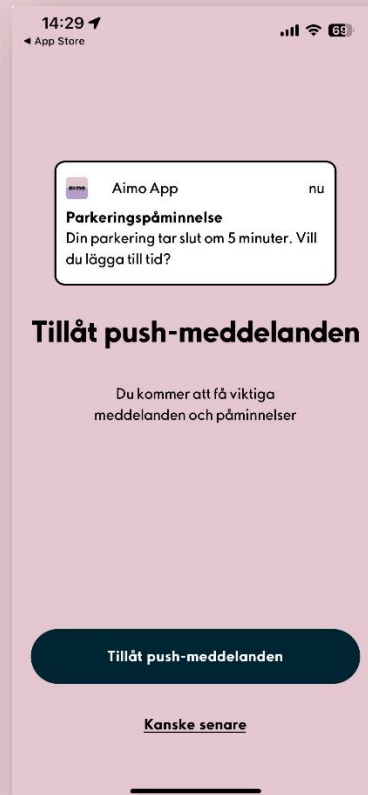 14:29
69
◀ App Store
aimo
Aimo App
nu
Parkeringspåminnelse
Din parkering tar slut om 5 minuter. Vill
du lägga till tid?
Tillåt push-meddelanden
Du kommer att få viktiga
meddelanden och påminnelser
Tillåt push-meddelanden
Kanske senare